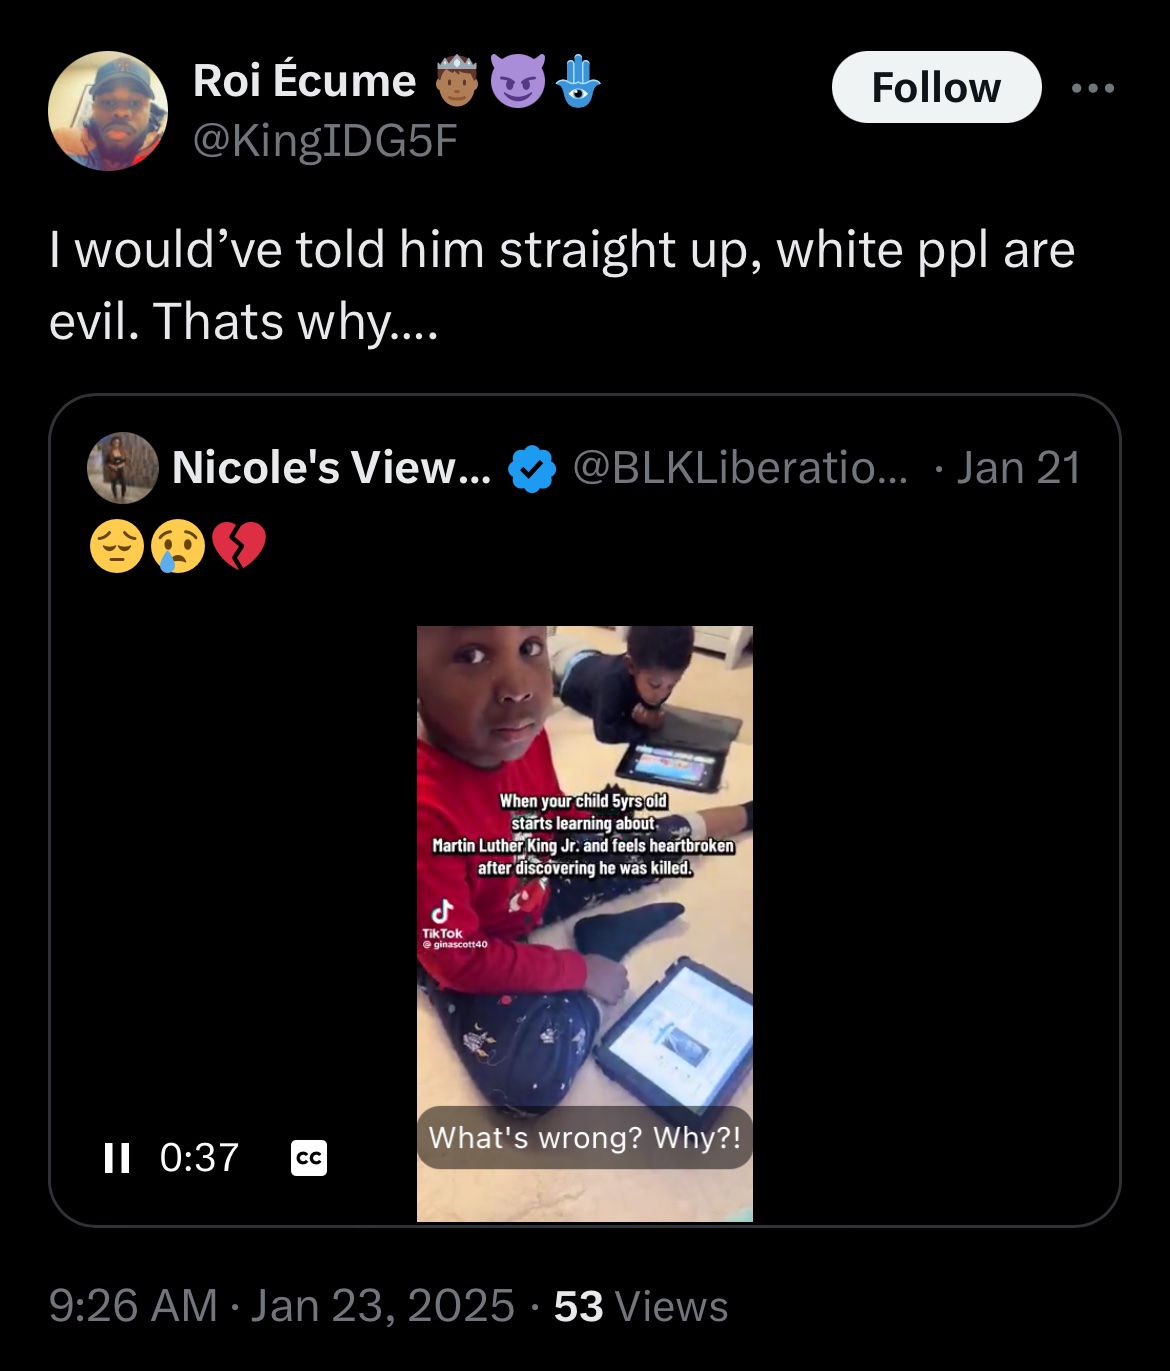 Roi Écume 🤴🏾😈🪬
Follow
@KingIDG5F
I would’ve told him straight up, white ppl are
evil. Thats why....
Nicole's View... @BLKLiberatio... · Jan 21
😔😢💔
When your child 5yrs old
starts learning about
Martin Luther King Jr. and feels heartbroken
after discovering he was killed.
TikTok
@ ginascott40
What's wrong? Why?!
0:37
CC
9:26 AM · Jan 23, 2025 · 53 Views